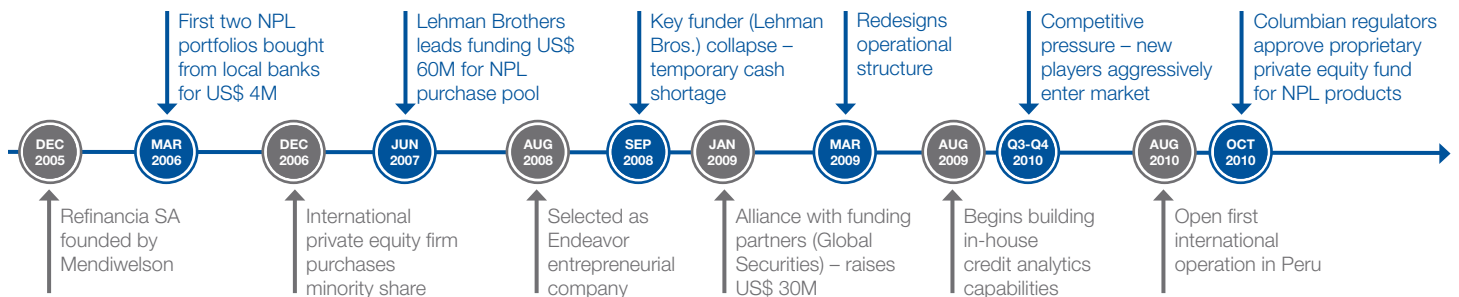 First two NPL
portfolios bought
from local banks
for US$ 4M
Lehman Brothers
leads funding US$
60M for NPL
purchase pool
Key funder (Lehman
Bros.) collapse –
temporary cash
shortage
Redesigns
operational
structure
Competitive
pressure – new
players aggressively
enter market
Columbian regulators
approve proprietary
private equity fund
for NPL products
DEC
2005
MAR
2006
DEC
2006
JUN
2007
AUG
2008
SEP
2008
JAN
2009
MAR
2009
AUG
2009
Q3-Q4
2010
AUG
2010
OCT
2010
Refinancia SA
founded by
Mendiwelson
International
private equity firm
purchases
minority share
Selected as
Endeavor
entrepreneurial
company
Alliance with funding
partners (Global
Securities) – raises
US$ 30M
Begins building
in-house
credit analytics
capabilities
Open first
international
operation in Peru